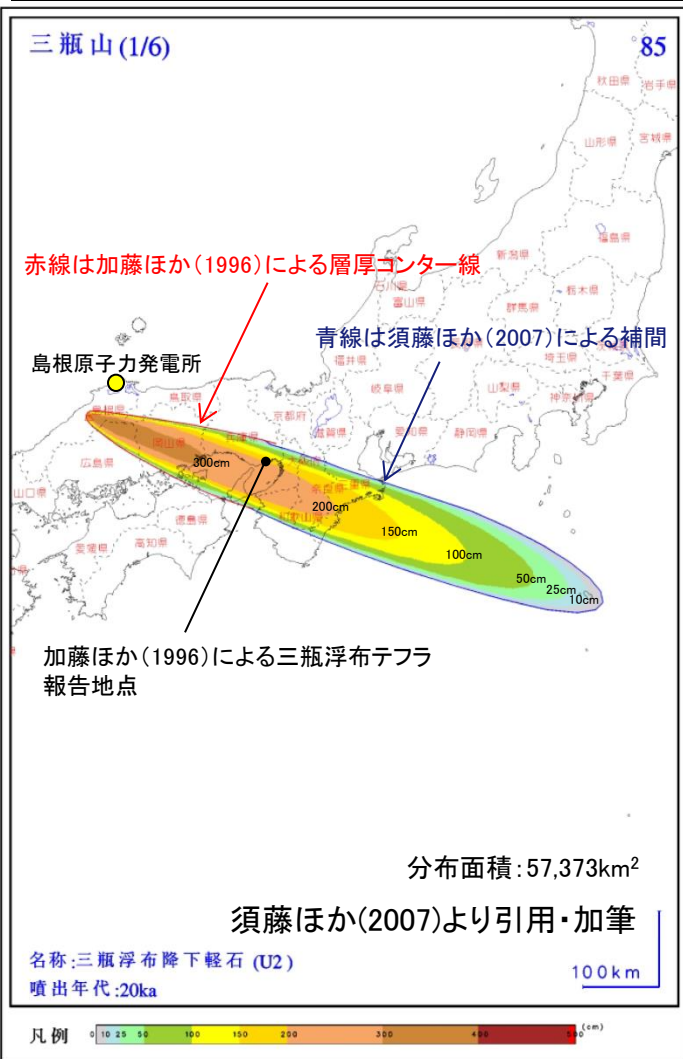 三瓶山(1/6)
85
秋田県
岩手県
山形県
宮城県
福島県
新潟県
栃木県
群馬県
石川県
富山県
赤線は加藤ほか(1996)による層厚コンター線
青線は須藤ほか(2007)による補間
島根原子力発電所
福井県
岐阜県
山梨県
埼玉県
千葉県
神奈川県
鳥取県
島根県
京都府
兵庫県
滋賀県
愛知県
静岡県
岡山県
広島県
山口県
300cm
奈良県
三重県
200cm
和歌山県
150cm
徳島県
愛媛県
高知県
100cm
50cm
25cm
10cm
加藤ほか(1996)による三瓶浮布テフラ
報告地点
分布面積:57,373km²
須藤ほか(2007)より引用・加筆
名称:三瓶浮布降下軽石 (U2)
噴出年代:20ka
100km
凡例 0 10 25 50 100 150 200 300 400 500 (cm)